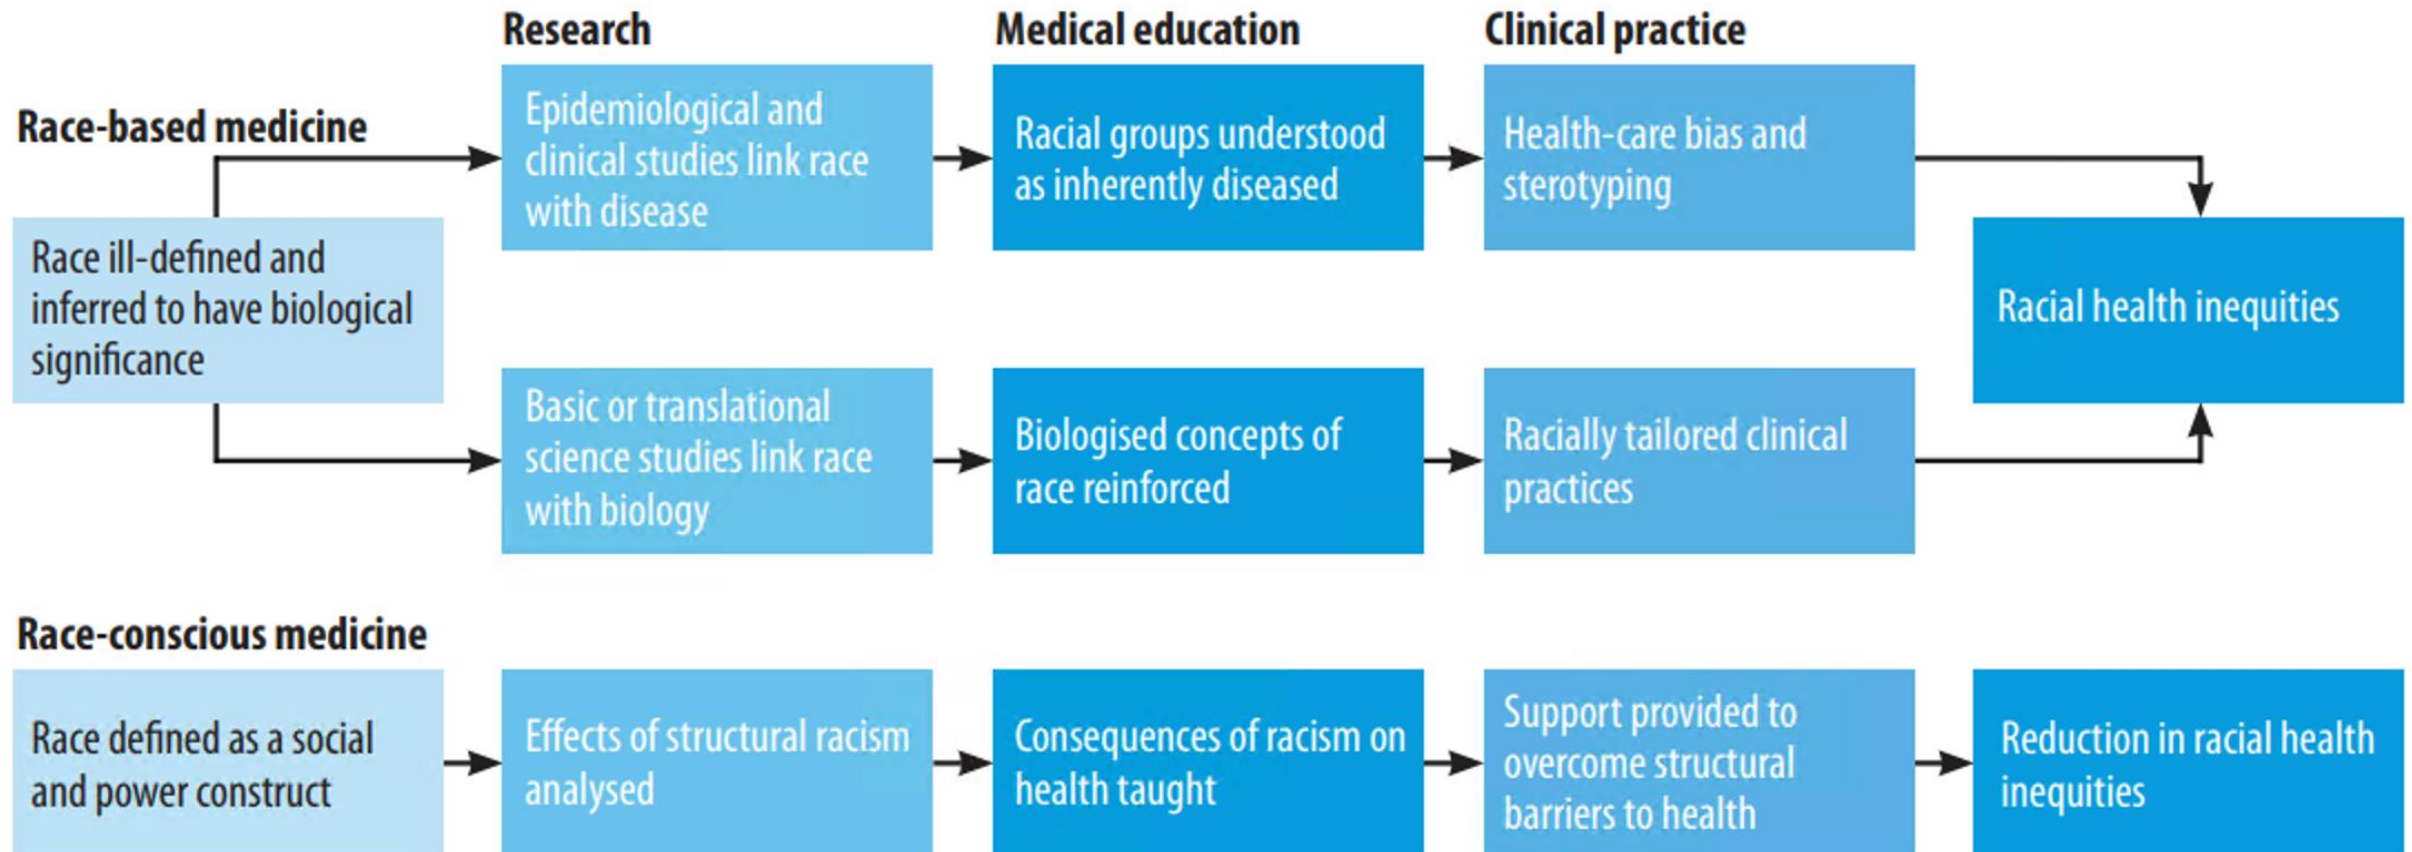 Research
Medical education
Clinical practice
Race-based medicine
Race ill-defined and
inferred to have biological
significance
Epidemiological and
clinical studies link race
with disease
Racial groups understood
as inherently diseased
Health-care bias and
sterotyping
Basic or translational
science studies link race
with biology
Biologised concepts of
race reinforced
Racially tailored clinical
practices
Racial health inequities
Race-conscious medicine
Race defined as a social
and power construct
Effects of structural racism
analysed
Consequences of racism on
health taught
Support provided to
overcome structural
barriers to health
Reduction in racial health
inequities